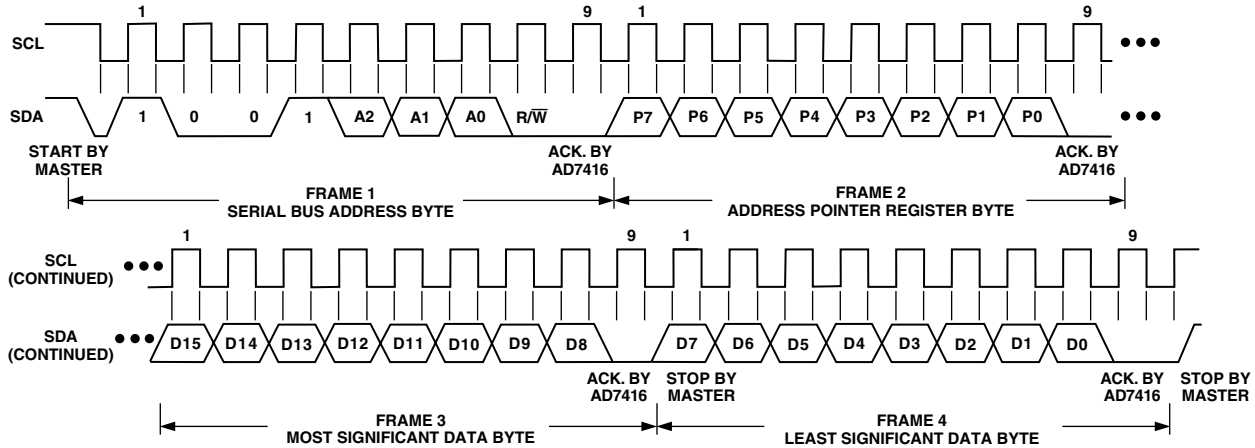 1 9 1 9
SCL
SDA 1 0 0 1 A2 A1 A0 R/W̅ P7 P6 P5 P4 P3 P2 P1 P0
START BY MASTER
ACK. BY AD7416
ACK. BY AD7416
FRAME 1
SERIAL BUS ADDRESS BYTE
FRAME 2
ADDRESS POINTER REGISTER BYTE
1 9 1 9
SCL
(CONTINUED)
SDA
(CONTINUED)
D15 D14 D13 D12 D11 D10 D9 D8 D7 D6 D5 D4 D3 D2 D1 D0
ACK. BY AD7416
STOP BY MASTER
ACK. BY AD7416
STOP BY MASTER
FRAME 3
MOST SIGNIFICANT DATA BYTE
FRAME 4
LEAST SIGNIFICANT DATA BYTE